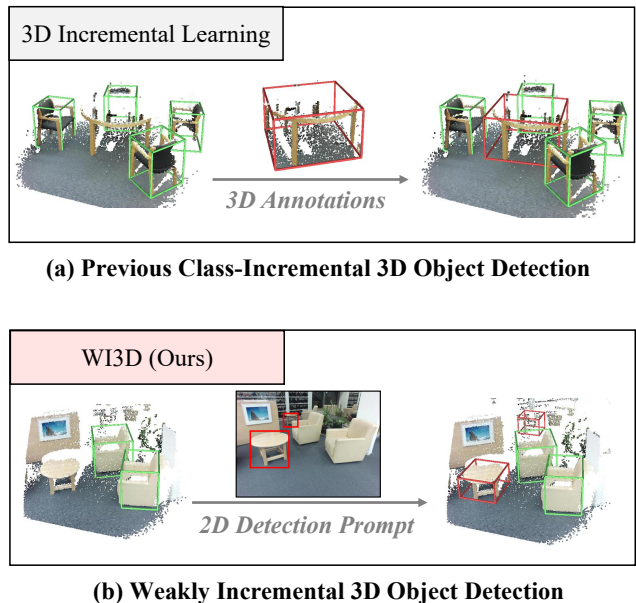 3D Incremental Learning
3D Annotations
(a) Previous Class-Incremental 3D Object Detection
WI3D (Ours)
2D Detection Prompt
(b) Weakly Incremental 3D Object Detection